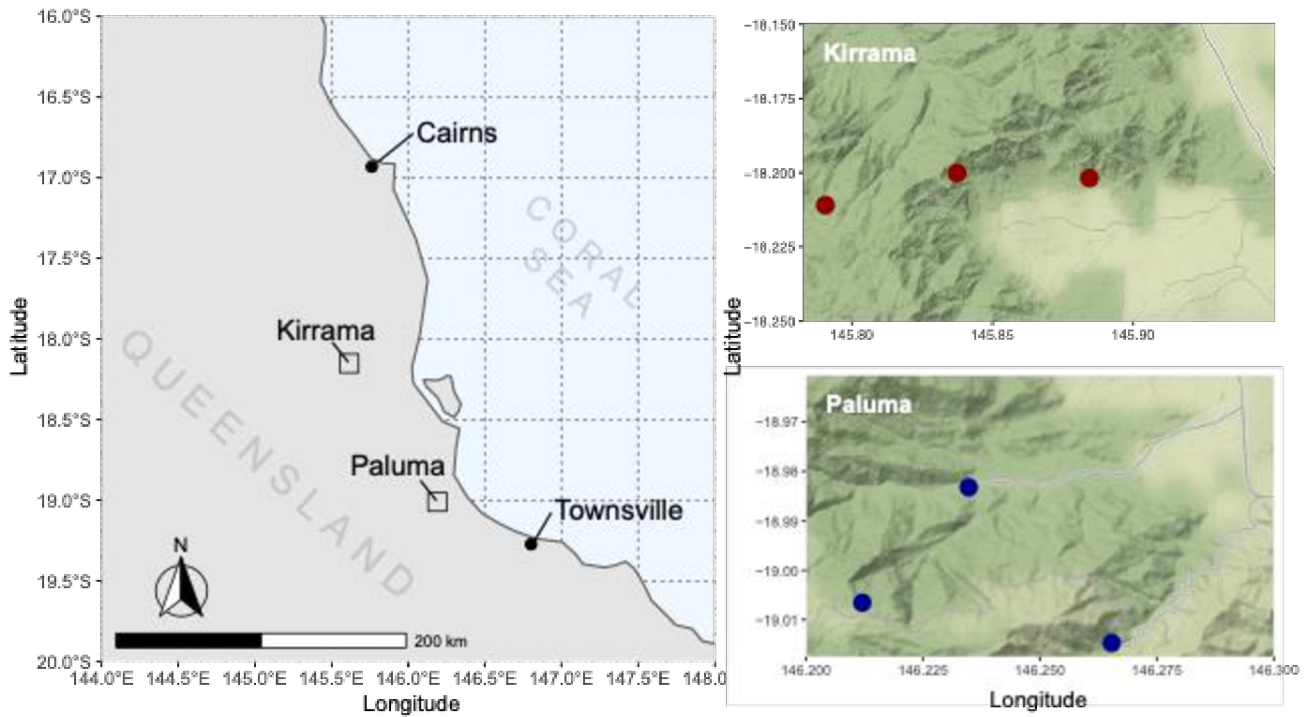 16.0°S
16.5°S
17.0°S
17.5°S
18.0°S
18.5°S
19.0°S
19.5°S
20.0°S
Latitude
Cairns
CORAL
SEA
Kirrama
QUEENSLAND
Paluma
Townsville
N
200 km
144.0°E 144.5°E 145.0°E 145.5°E 146.0°E 146.5°E 147.0°E 147.5°E 148.0
Longitude
Latitude
Kirrama
-18.150
-18.175
-18.200
-18.225
-18.250
145.80 145.85 145.90
Paluma
-18.97
-18.98
-18.99
-19.00
-19.01
146.200 146.225 146.250 146.275 146.300
Longitude